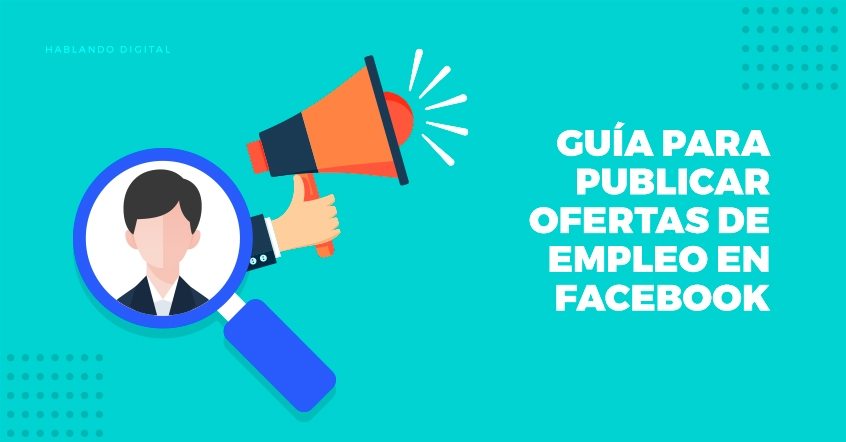 HABLANDO DIGITAL
GUÍA PARA
PUBLICAR
OFERTAS DE
EMPLEO EN
FACEBOOK